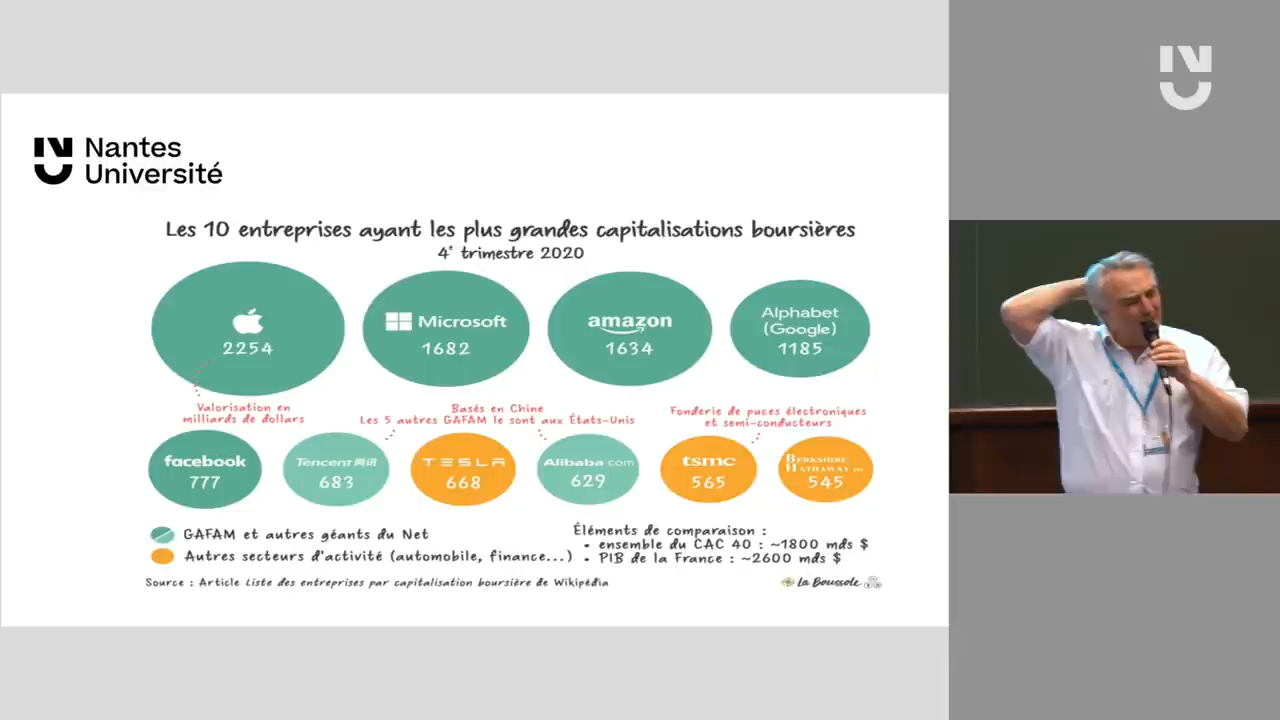 Nantes
Université
Les 10 entreprises ayant les plus grandes capitalisations boursières
4e trimestre 2020
2254
Microsoft
1682
amazon
1634
Alphabet
(Google)
1185
Valorisation en
milliards de dollars
Basés en Chine
Les 5 autres GAFAM le sont aux États-Unis
Fonderie de puces électroniques
et semi-conducteurs
facebook
777
Tencent 腾讯
683
TESLA
668
Alibaba.com
629
tsmc
565
BERKSHIRE
HATHAWAY INC.
545
GAFAM et autres géants du Net
Autres secteurs d'activité (automobile, finance...)
Éléments de comparaison :
• ensemble du CAC 40 : ~1800 mds $
• PIB de la France : ~2600 mds $
Source : Article Liste des entreprises par capitalisation boursière de Wikipédia
La Boussole